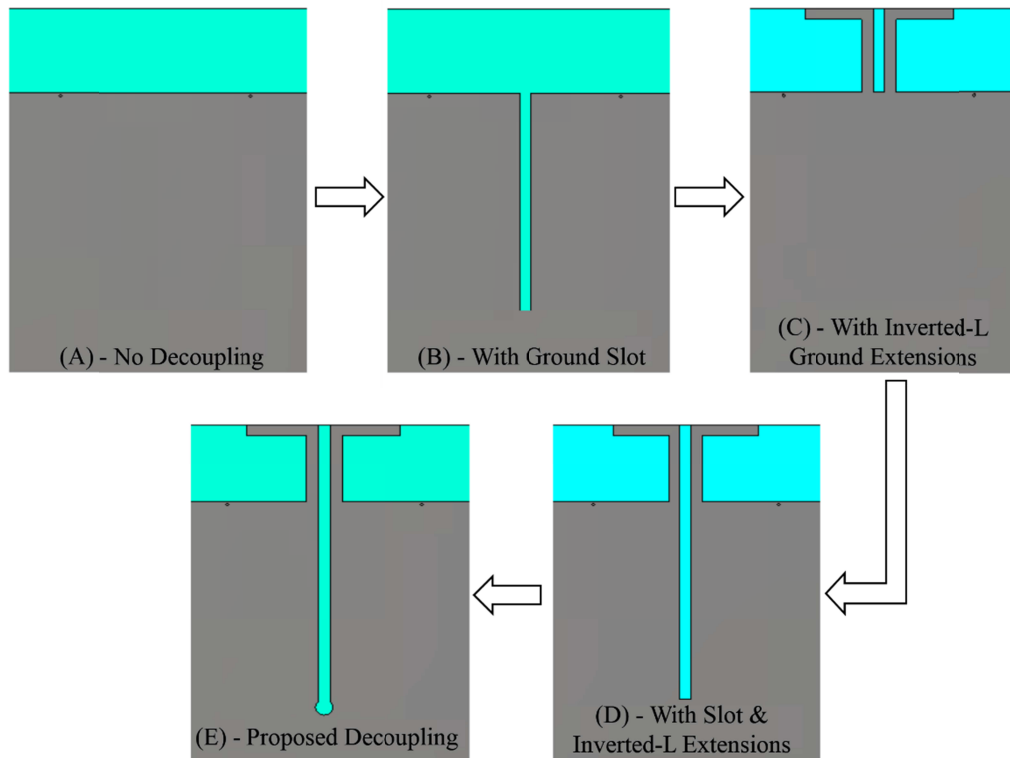 (A) - No Decoupling
(B) - With Ground Slot
(C) - With Inverted-L
Ground Extensions
(E) - Proposed Decoupling
(D) - With Slot &
Inverted-L Extensions